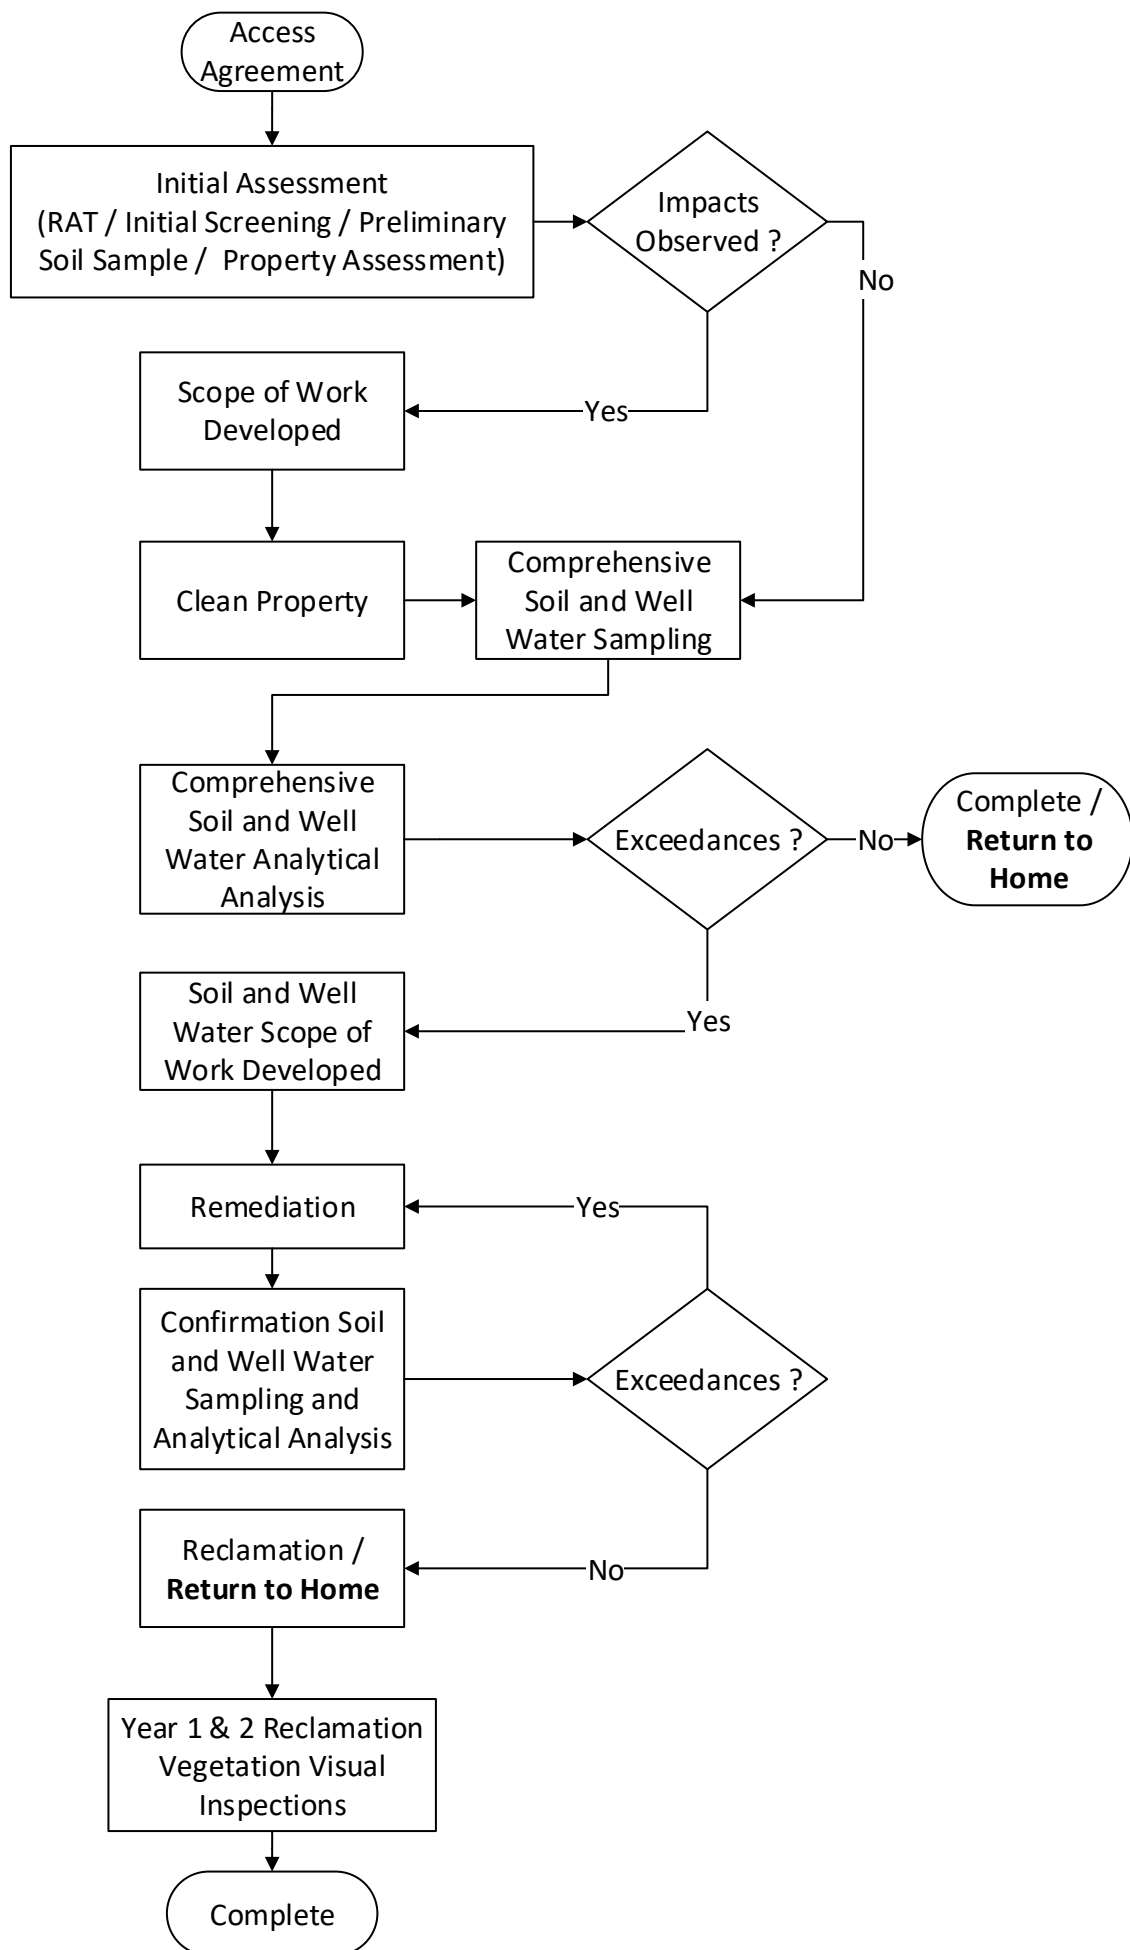 Access
Agreement
Initial Assessment
(RAT / Initial Screening / Preliminary
Soil Sample / Property Assessment)
Impacts
Observed ?
No
Scope of Work
Developed
Yes
Clean Property
Comprehensive
Soil and Well
Water Sampling
Comprehensive
Soil and Well
Water Analytical
Analysis
Exceedances ?
No
Complete /
Return to
Home
Soil and Well
Water Scope of
Work Developed
Yes
Remediation
Yes
Confirmation Soil
and Well Water
Sampling and
Analytical Analysis
Exceedances ?
Reclamation /
Return to Home
No
Year 1 & 2 Reclamation
Vegetation Visual
Inspections
Complete